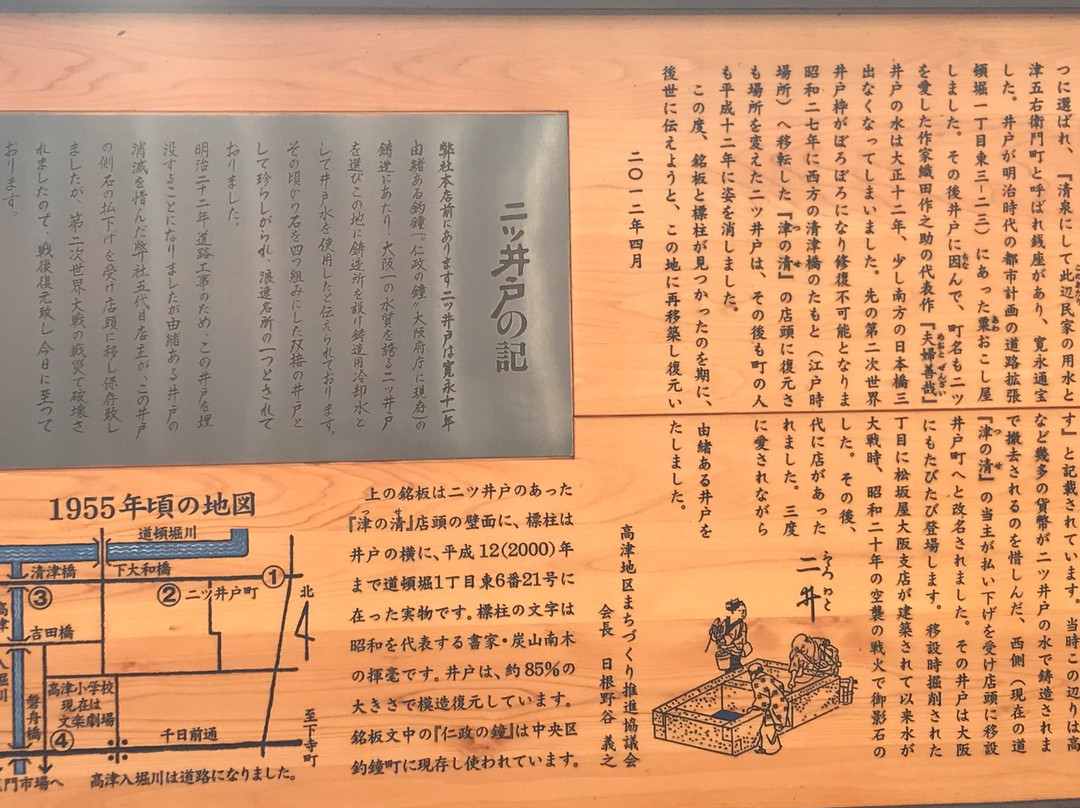 つに選ばれ、『清泉にして此辺民家の用水とす』と記載されています。当時この辺りは高
津五右衛門町と呼ばれ銭座があり、寛永通宝など幾多の貨幣が二ツ井戸の水で鋳造されま
した。井戸が明治時代の都市計画の道路拡張で撤去されるのを惜しんだ、西側（現在の道
頓堀一丁目東三−二三）にあった粟おこし屋『津の清』の当主が払い下げを受け店頭に移設
しました。その後井戸に因んで、町名も二ツ井戸町へと改名されました。その井戸は大阪
を愛した作家織田作之助の代表作『夫婦善哉』にもたびたび登場します。移設時掘削された
井戸の水は大正十二年、少し南方の日本橋三丁目に松坂屋大阪支店が建築されて以来水が
出なくなってしまいました。先の第二次世界大戦時、昭和二十年の空襲の戦火で御影石の
井戸枠がぼろぼろになり修復不可能となりました。その後、
昭和二七年に西方の清津橋のたもと（江戸時代に店があった
場所）へ移転した『津の清』の店頭に復元されました。三度
も場所を変えた二ツ井戸は、その後も町の人に愛されながら
も平成十二年に姿を消しました。
この度、銘板と標柱が見つかったのを期に、由緒ある井戸を
後世に伝えようと、この地に再移築し復元いたしました。
二〇一二年四月
高津地区まちづくり推進協議会
会長　日根野谷　義之
二井
二ッ井戸の記
弊社本店前にあります二ッ井戸は寛永十一年
由緒ある釣鐘("仁政の鐘"大阪府庁に現存)の
鋳造にあたり、大阪一の水質を誇る二ッ井戸
を選びこの地に鋳造所を設け鋳造用冷却水と
して井戸水を使用したと伝えられております。
その頃から石を四つ組みにした双接の井戸と
して珍らしがられ、浪速名所の一つとされて
おりました。
明治二十二年道路工事のため、この井戸を埋
没することになりましたが由緒ある井戸の
消滅を惜んだ弊社五代目店主が、この井戸
の側石の払下げを受け店頭に移し保存致し
ましたが、第二次世界大戦の戦災で破壊さ
れましたので、戦後復元致し今日に至って
おります。
上の銘板は二ツ井戸のあった
『津の清』店頭の壁面に、標柱は
井戸の横に、平成12(2000)年
まで道頓堀1丁目東6番21号に
在った実物です。標柱の文字は
昭和を代表する書家・炭山南木
の揮毫です。井戸は、約85%の
大きさで模造復元しています。
銘板文中の『仁政の鐘』は中央区
釣鐘町に現存し使われています。
1955年頃の地図
道頓堀川
清津橋
下大和橋
①
③
②二ツ井戸町
北
吉田橋
高津入堀川
磐舟橋
高津小学校
現在は
文楽劇場
④
千日前通
至下寺町
門市場へ
高津入堀川は道路になりました。